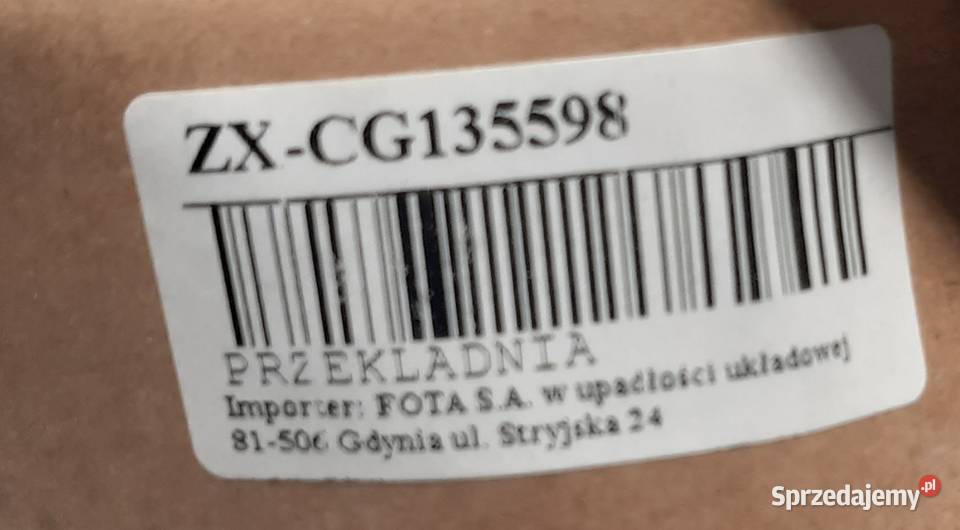 ZX-CG135598
PRZEKLADNIA
Importer: FOTA S.A. w upadłości układowej
81-506 Gdynia ul. Stryjska 24
Sprzedajemy.pl